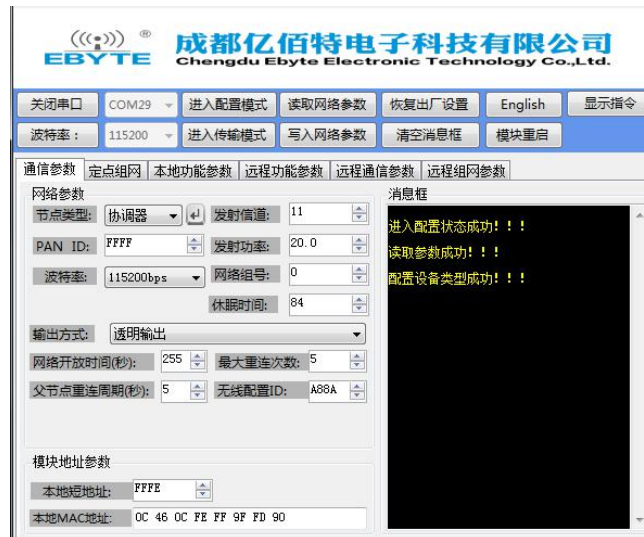 EBYTE ®
成都亿佰特电子科技有限公司
Chengdu Ebyte Electronic Technology Co.,Ltd.
关闭串口 COM29 进入配置模式 读取网络参数 恢复出厂设置 English 显示指令
波特率： 115200 进入传输模式 写入网络参数 清空消息框 模块重启
通信参数 定点组网 本地功能参数 远程功能参数 远程通信参数 远程组网参数
网络参数
节点类型: 协调器 发射信道: 11
PAN ID: FFFF 发射功率: 20.0
波特率: 115200bps 网络组号: 0
休眠时间: 84
输出方式: 透明输出
网络开放时间(秒): 255 最大重连次数: 5
父节点重连周期(秒): 5 无线配置ID: A88A
模块地址参数
本地短地址: FFFE
本地MAC地址: 0C 46 0C FE FF 9F FD 90
消息框
进入配置状态成功！！！
读取参数成功！！！
配置设备类型成功！！！